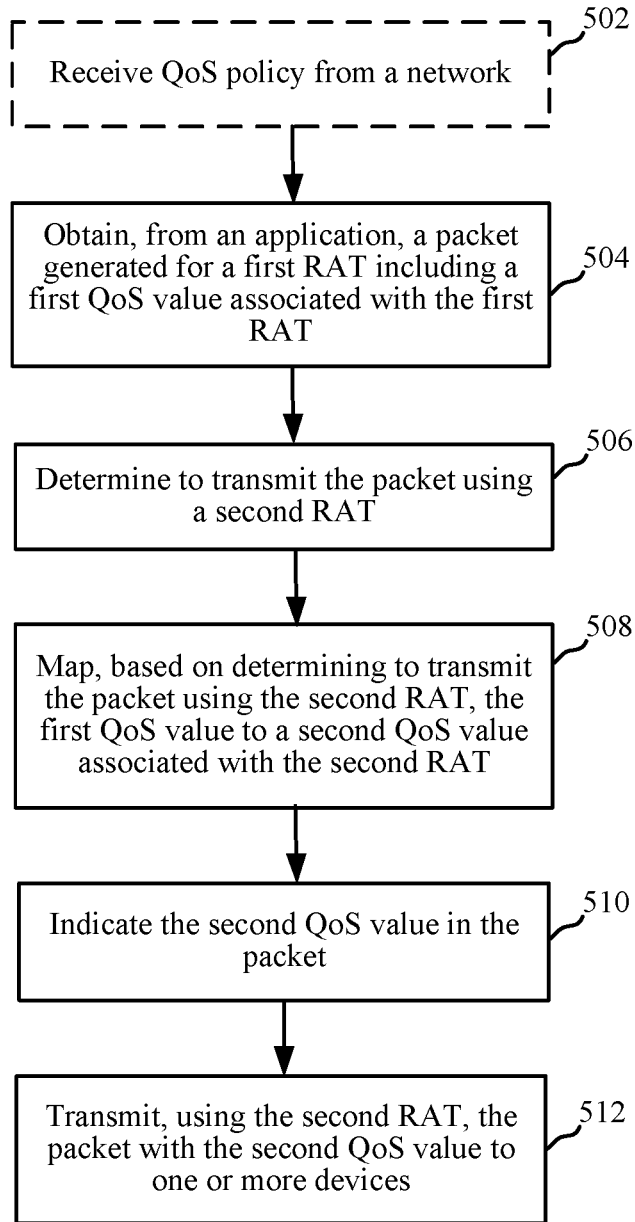 502
Receive QoS policy from a network
Obtain, from an application, a packet
generated for a first RAT including a
first QoS value associated with the first
RAT
504
506
Determine to transmit the packet using
a second RAT
508
Map, based on determining to transmit
the packet using the second RAT, the
first QoS value to a second QoS value
associated with the second RAT
510
Indicate the second QoS value in the
packet
512
Transmit, using the second RAT, the
packet with the second QoS value to
one or more devices